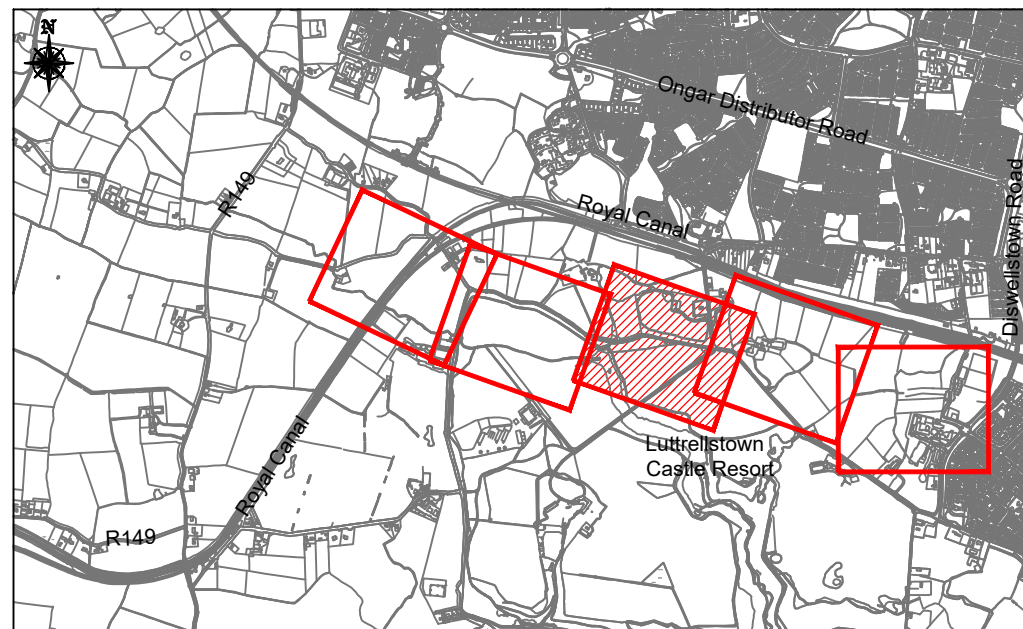 N
Ongar Distributor Road
Diswellstown Road
R149
Royal Canal
Luttrellstown
Castle Resort
Royal Canal
R149